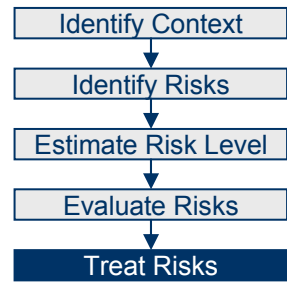 Identify Context
Identify Risks
Estimate Risk Level
Evaluate Risks
Treat Risks